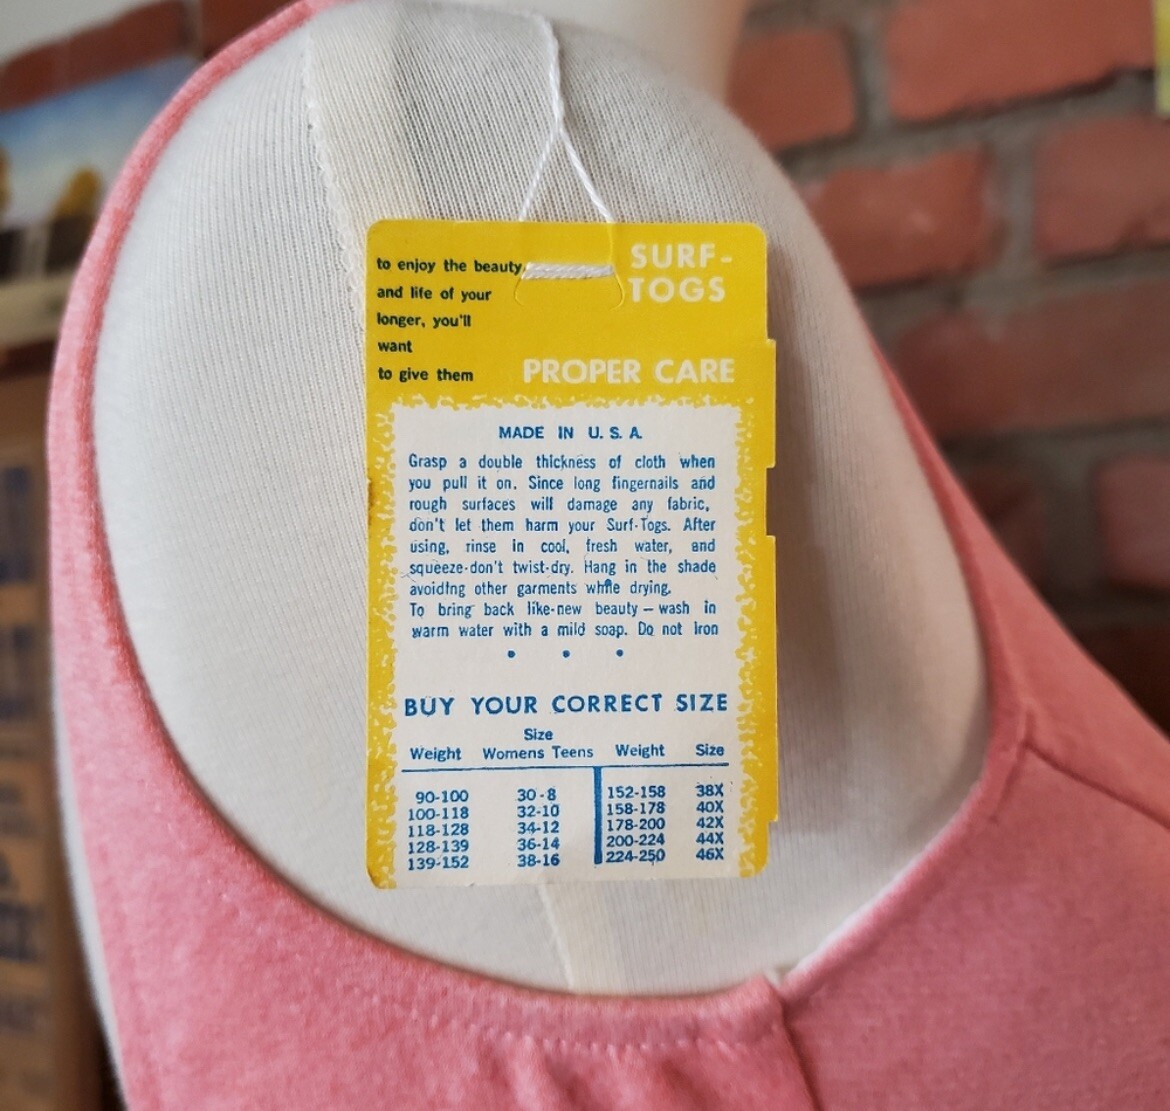 to enjoy the beauty
and life of your
longer, you'll
want
to give them
SURF-
TOGS
PROPER CARE
MADE IN U. S. A.
Grasp a double thickness of cloth when
you pull it on. Since long fingernails and
rough surfaces will damage any fabric,
don't let them harm your Surf-Togs. After
using, rinse in cool, fresh water, and
squeeze-don't twist-dry. Hang in the shade
avoiding other garments while drying.
To bring back like-new beauty – wash in
warm water with a mild soap. Do not Iron
• • •
BUY YOUR CORRECT SIZE
Size
Weight Womens Teens Weight Size
90-100 30-8 152-158 38X
100-118 32-10 158-178 40X
118-128 34-12 178-200 42X
128-139 36-14 200-224 44X
139-152 38-16 224-250 46X